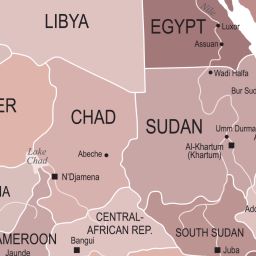 Nile
LIBYA
EGYPT
Luxor
Assuan
Wadi Halfa
Bur Sud
ER
CHAD
SUDAN
Umm Durma
Al-Khartum
(Khartum)
Abeche
Lake
Chad
N'Djamena
IA
Ado
CENTRAL-
AFRICAN REP.
SOUTH SUDAN
AMEROON
Bangui
Juba
Jaunde